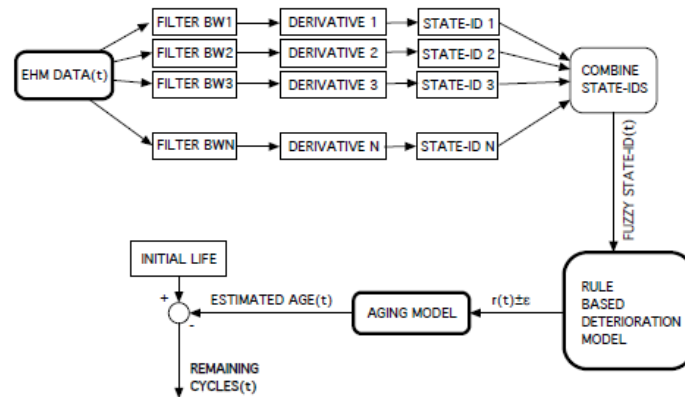 FILTER BW1 DERIVATIVE 1 STATE-ID 1
FILTER BW2 DERIVATIVE 2 STATE-ID 2
EHM DATA(t)
FILTER BW3 DERIVATIVE 3 STATE-ID 3
COMBINE
STATE-IDS
FILTER BWN DERIVATIVE N STATE-ID N
FUZZY STATE-ID(t)
INITIAL LIFE
+
-
ESTIMATED AGE(t)
AGING MODEL
r(t)±ε
RULE
BASED
DETERIORATION
MODEL
REMAINING
CYCLES(t)